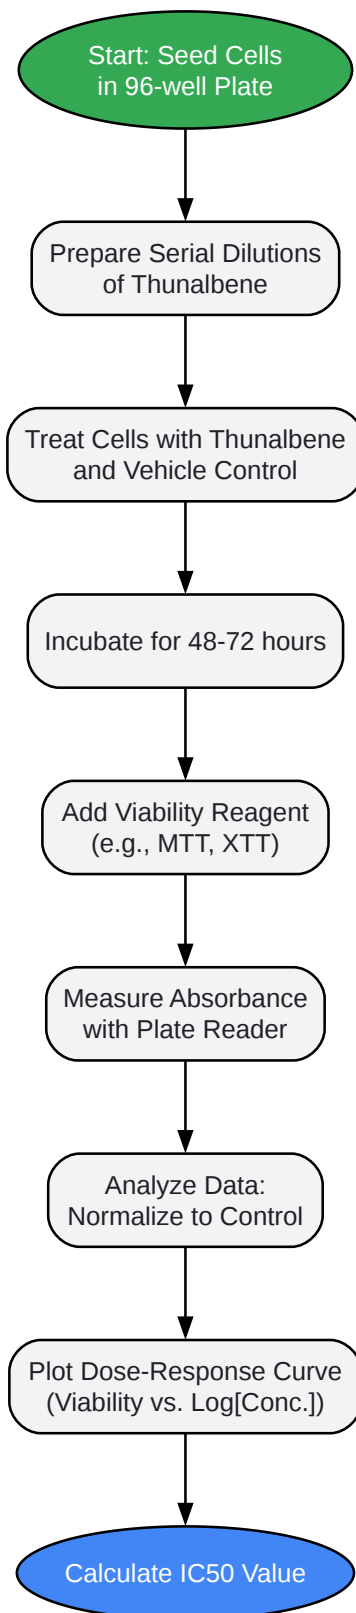 Start: Seed Cells
in 96-well Plate
Prepare Serial Dilutions
of Thunalbene
Treat Cells with Thunalbene
and Vehicle Control
Incubate for 48-72 hours
Add Viability Reagent
(e.g., MTT, XTT)
Measure Absorbance
with Plate Reader
Analyze Data:
Normalize to Control
Plot Dose-Response Curve
(Viability vs. Log[Conc.])
Calculate IC50 Value